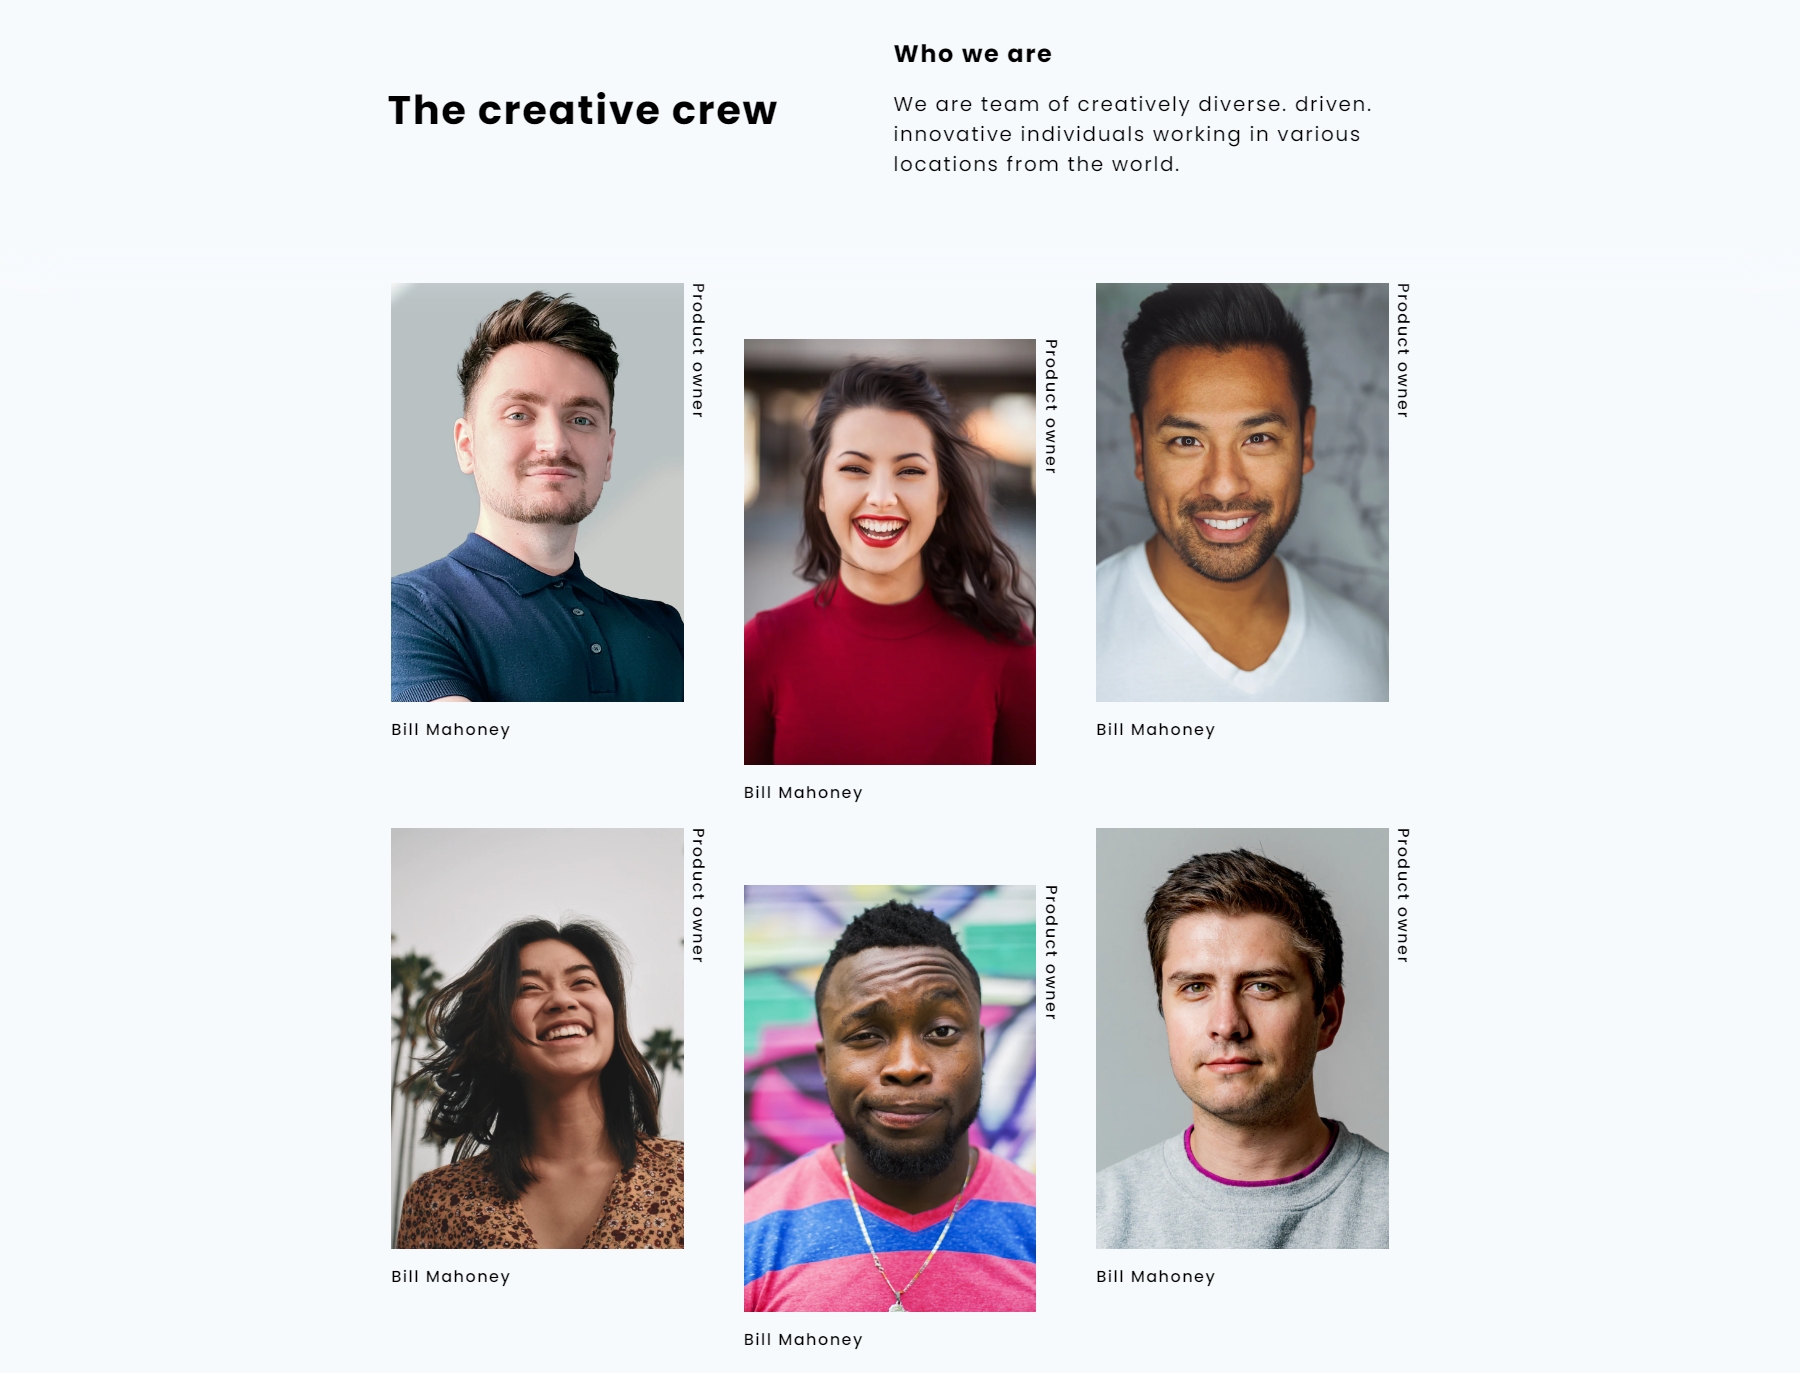 The creative crew
Who we are
We are team of creatively diverse. driven.
innovative individuals working in various
locations from the world.
Product owner
Bill Mahoney
Product owner
Bill Mahoney
Product owner
Bill Mahoney
Product owner
Bill Mahoney
Product owner
Bill Mahoney
Product owner
Bill Mahoney